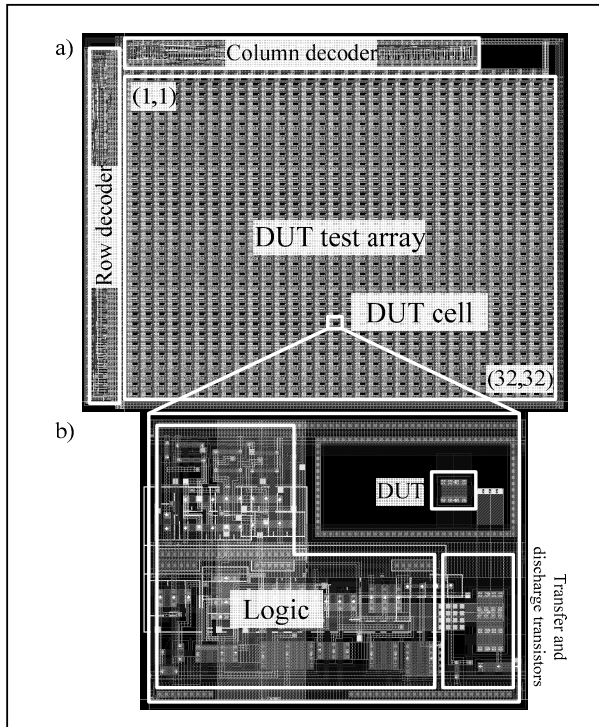 a)
Column decoder
(1,1)
Row decoder
DUT test array
DUT cell
(32,32)
b)
DUT
Logic
Transfer and
discharge transistors